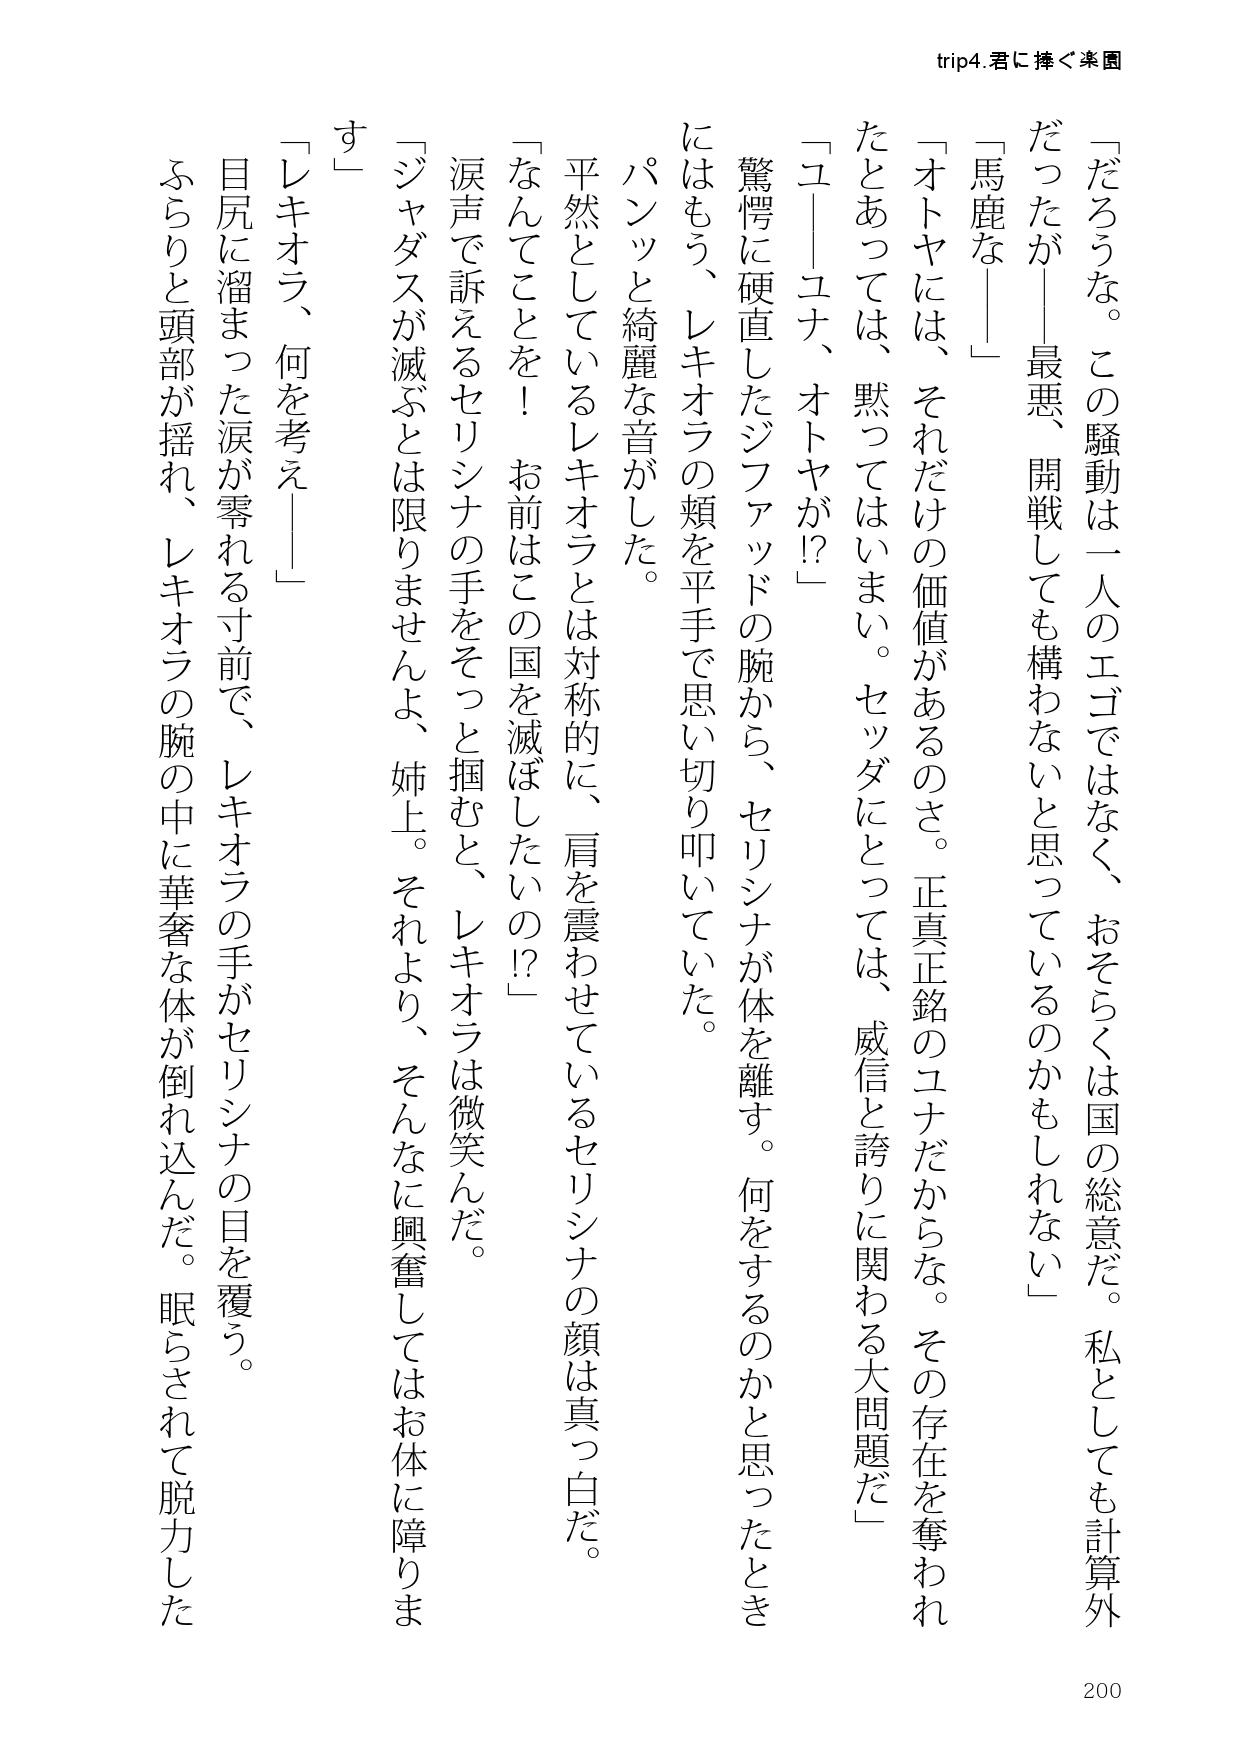 trip4.君に捧ぐ楽園
「だろうな。この騒動は一人のエゴではなく、おそらくは国の総意だ。私としても計算外
だったが――最悪、開戦しても構わないと思っているのかもしれない」
「馬鹿な――」
「オトヤには、それだけの価値があるのさ。正真正銘のユナだからな。その存在を奪われ
たとあっては、黙ってはいまい。セッダにとっては、威信と誇りに関わる大問題だ」
「ユ――ユナ、オトヤが!?」
　驚愕に硬直したジファッドの腕から、セリシナが体を離す。何をするのかと思ったとき
にはもう、レキオラの頬を平手で思い切り叩いていた。
　パンッと綺麗な音がした。
　平然としているレキオラとは対称的に、肩を震わせているセリシナの顔は真っ白だ。
「なんてことを！　お前はこの国を滅ぼしたいの!?」
　涙声で訴えるセリシナの手をそっと掴むと、レキオラは微笑んだ。
「ジャダスが滅ぶとは限りませんよ、姉上。それより、そんなに興奮してはお体に障りま
す」
「レキオラ、何を考え――」
　目尻に溜まった涙が零れる寸前で、レキオラの手がセリシナの目を覆う。
　ふらりと頭部が揺れ、レキオラの腕の中に華奢な体が倒れ込んだ。眠らされて脱力した
200